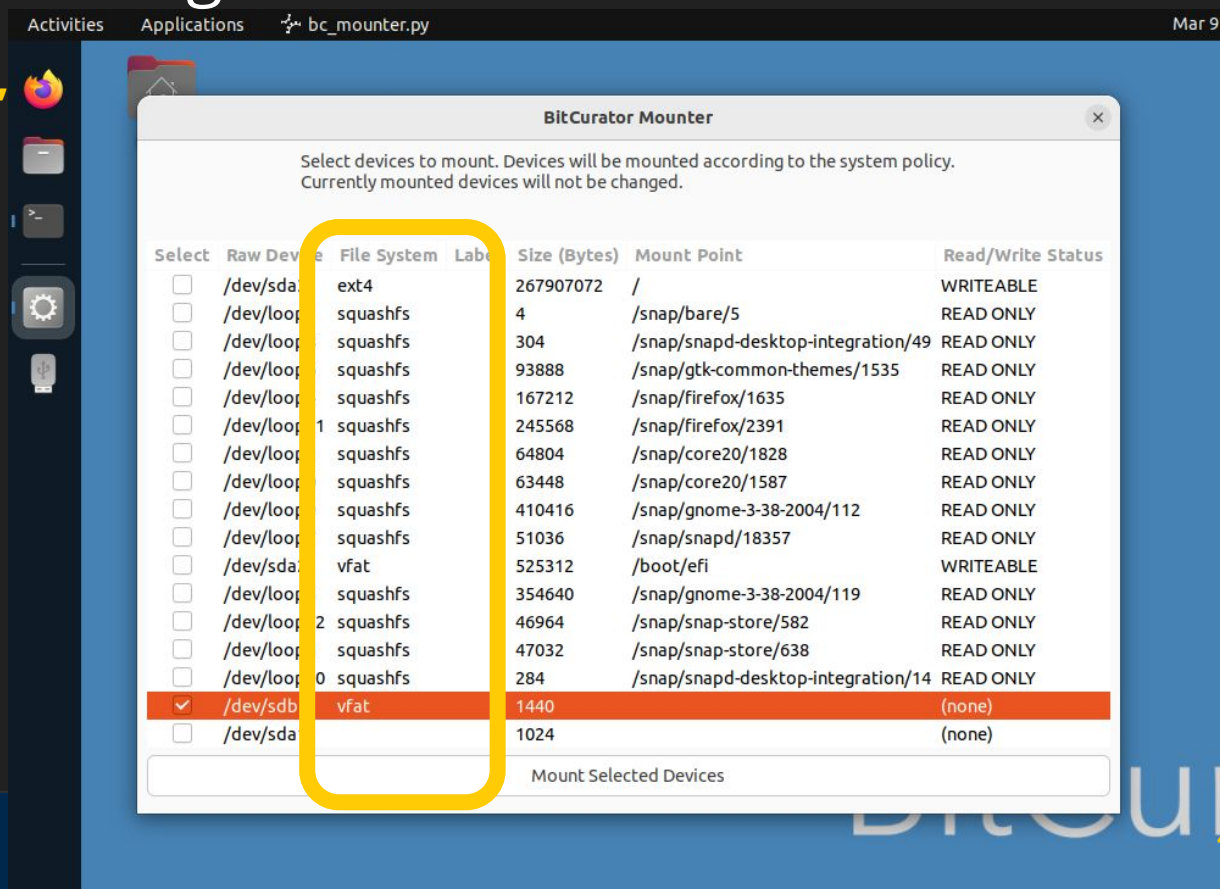 Activities Applications bc_mounter.py Mar 9
BitCurator Mounter
Select devices to mount. Devices will be mounted according to the system policy.
Currently mounted devices will not be changed.
Select Raw File System Size (Bytes) Mount Point Read/Write Status
ext4 267907072 / WRITEABLE
squashfs 4 /snap/bare/5 READ ONLY
squashfs 304 /snap/snapd-desktop-integration/49 READ ONLY
squashfs 93888 /snap/gtk-common-themes/1535 READ ONLY
squashfs 167212 /snap/firefox/1635 READ ONLY
squashfs 245568 /snap/firefox/2391 READ ONLY
squashfs 64804 /snap/core20/1828 READ ONLY
squashfs 63448 /snap/core20/1587 READ ONLY
squashfs 410416 /snap/gnome-3-38-2004/112 READ ONLY
squashfs 51036 /snap/snapd/18357 READ ONLY
vfat 525312 /boot/efi WRITEABLE
squashfs 354640 /snap/gnome-3-38-2004/119 READ ONLY
squashfs 46964 /snap/snap-store/582 READ ONLY
squashfs 47032 /snap/snap-store/638 READ ONLY
squashfs 284 /snap/snapd-desktop-integration/14 READ ONLY
/dev/sdb vfat 1440 (none)
1024 (none)
Mount Selected Devices